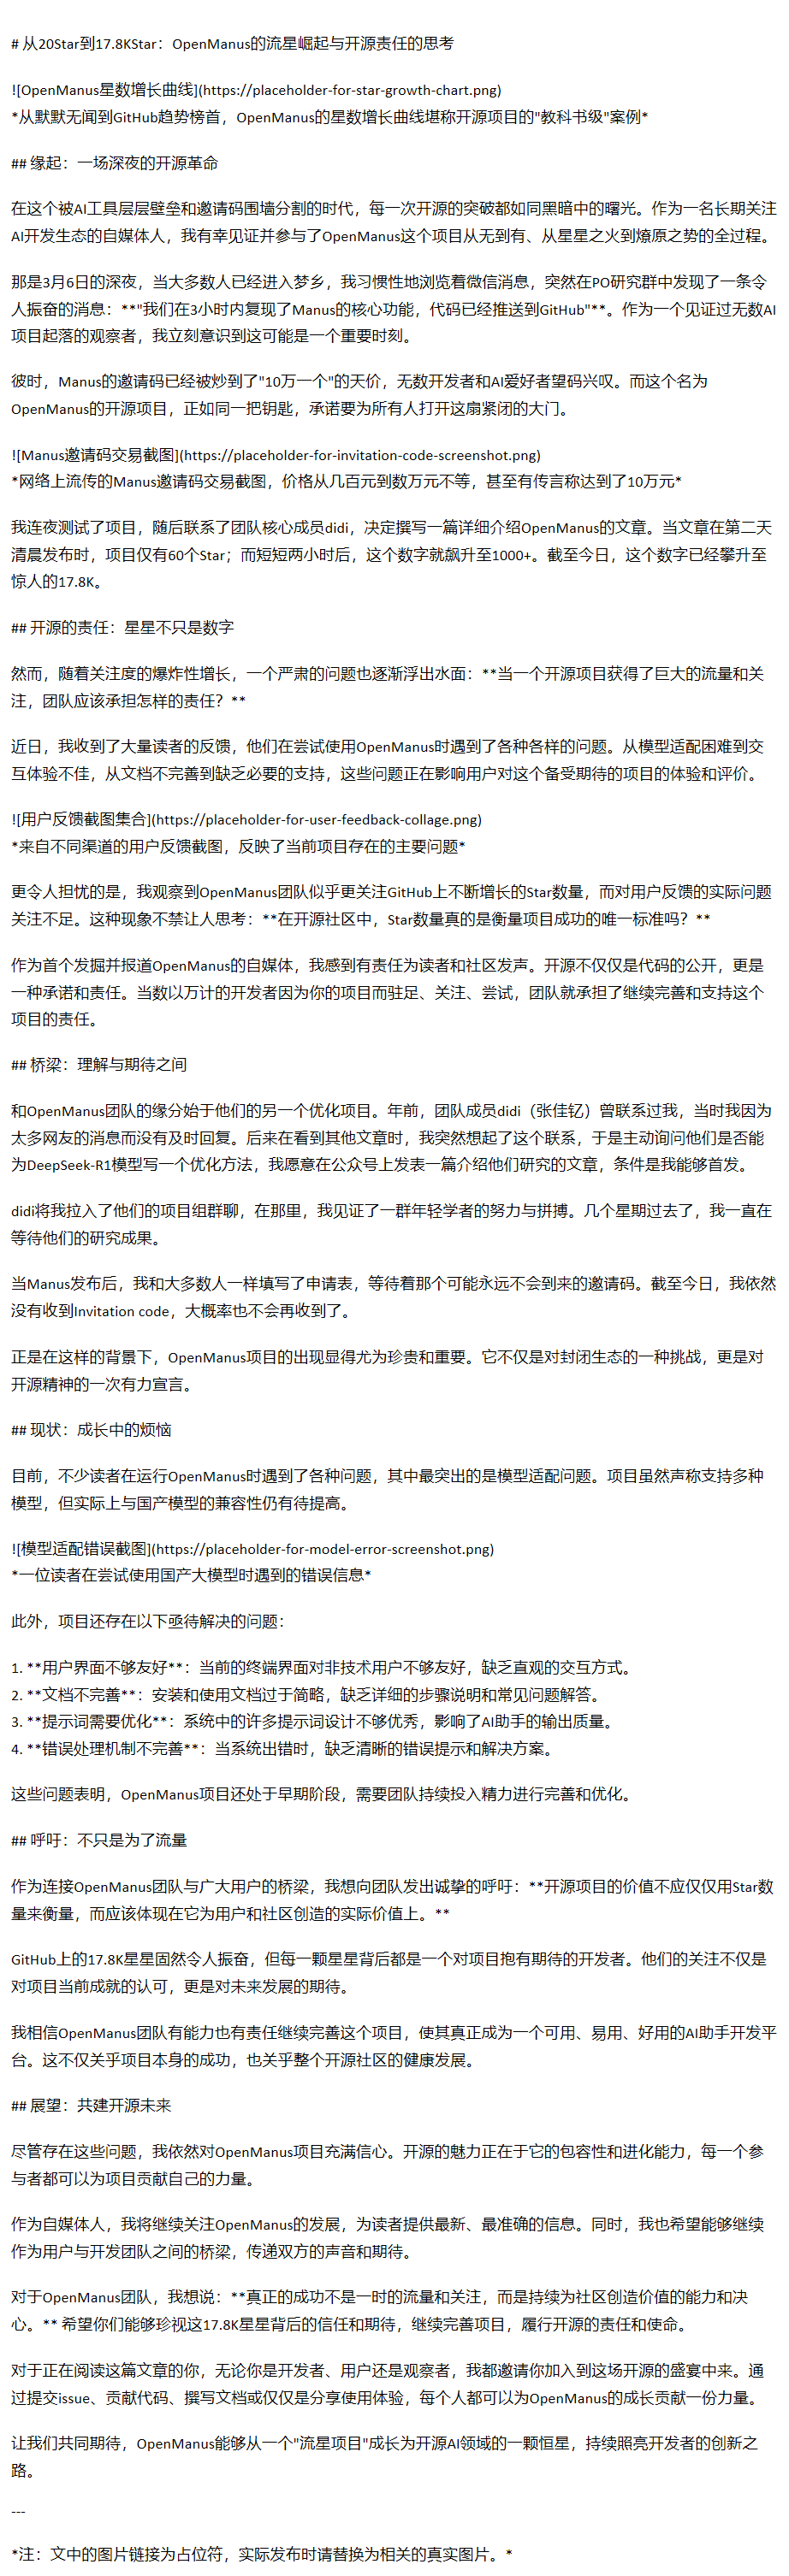 # 从20Star到17.8KStar：OpenManus的流星崛起与开源责任的思考
![OpenManus星数增长曲线](https://placeholder-for-star-growth-chart.png)
*从默默无闻到GitHub趋势榜首，OpenManus的星数增长曲线堪称开源项目的"教科书级"案例*
## 缘起：一场深夜的开源革命
在这个被AI工具层层壁垒和邀请码围墙分割的时代，每一次开源的突破都如同黑暗中的曙光。作为一名长期关注
AI开发生态的自媒体人，我有幸见证并参与了OpenManus这个项目从无到有、从星星之火到燎原之势的全过程。
那是3月6日的深夜，当大多数人已经进入梦乡，我习惯性地浏览着微信消息，突然在PO研究群中发现了一条令
人振奋的消息：**"我们在3小时内复现了Manus的核心功能，代码已经推送到GitHub"**。作为一个见证过无数AI
项目起落的观察者，我立刻意识到这可能是一个重要时刻。
彼时，Manus的邀请码已经被炒到了"10万一个"的天价，无数开发者和AI爱好者望码兴叹。而这个名为
OpenManus的开源项目，正如同一把钥匙，承诺要为所有人打开这扇紧闭的大门。
![Manus邀请码交易截图](https://placeholder-for-invitation-code-screenshot.png)
*网络上流传的Manus邀请码交易截图，价格从几百元到数万元不等，甚至有传言称达到了10万元*
我连夜测试了项目，随后联系了团队核心成员didi，决定撰写一篇详细介绍OpenManus的文章。当文章在第二天
清晨发布时，项目仅有60个Star；而短短两小时后，这个数字就飙升至1000+。截至今日，这个数字已经攀升至
惊人的17.8K。
## 开源的责任：星星不只是数字
然而，随着关注度的爆炸性增长，一个严肃的问题也逐渐浮出水面：**当一个开源项目获得了巨大的流量和关
注，团队应该承担怎样的责任？**
近日，我收到了大量读者的反馈，他们在尝试使用OpenManus时遇到了各种各样的问题。从模型适配困难到交
互体验不佳，从文档不完善到缺乏必要的支持，这些问题正在影响用户对这个备受期待的项目的体验和评价。
![用户反馈截图集合](https://placeholder-for-user-feedback-collage.png)
*来自不同渠道的用户反馈截图，反映了当前项目存在的主要问题*
更令人担忧的是，我观察到OpenManus团队似乎更关注GitHub上不断增长的Star数量，而对用户反馈的实际问题
关注不足。这种现象不禁让人思考：**在开源社区中，Star数量真的是衡量项目成功的唯一标准吗？**
作为首个发掘并报道OpenManus的自媒体，我感到有责任为读者和社区发声。开源不仅仅是代码的公开，更是
一种承诺和责任。当数以万计的开发者因为你的项目而驻足、关注、尝试，团队就承担了继续完善和支持这个
项目的责任。
## 桥梁：理解与期待之间
和OpenManus团队的缘分始于他们的另一个优化项目。年前，团队成员didi（张佳钇）曾联系过我，当时我因为
太多网友的消息而没有及时回复。后来在看到其他文章时，我突然想起了这个联系，于是主动询问他们是否能
为DeepSeek-R1模型写一个优化方法，我愿意在公众号上发表一篇介绍他们研究的文章，条件是我能够首发。
didi将我拉入了他们的项目组群聊，在那里，我见证了一群年轻学者的努力与拼搏。几个星期过去了，我一直在
等待他们的研究成果。
当Manus发布后，我和大多数人一样填写了申请表，等待着那个可能永远不会到来的邀请码。截至今日，我依然
没有收到Invitation code，大概率也不会再收到了。
正是在这样的背景下，OpenManus项目的出现显得尤为珍贵和重要。它不仅是对封闭生态的一种挑战，更是对
开源精神的一次有力宣言。
## 现状：成长中的烦恼
目前，不少读者在运行OpenManus时遇到了各种问题，其中最突出的是模型适配问题。项目虽然声称支持多种
模型，但实际上与国产模型的兼容性仍有待提高。
![模型适配错误截图](https://placeholder-for-model-error-screenshot.png)
*一位读者在尝试使用国产大模型时遇到的错误信息*
此外，项目还存在以下亟待解决的问题：
1. **用户界面不够友好**：当前的终端界面对非技术用户不够友好，缺乏直观的交互方式。
2. **文档不完善**：安装和使用文档过于简略，缺乏详细的步骤说明和常见问题解答。
3. **提示词需要优化**：系统中的许多提示词设计不够优秀，影响了AI助手的输出质量。
4. **错误处理机制不完善**：当系统出错时，缺乏清晰的错误提示和解决方案。
这些问题表明，OpenManus项目还处于早期阶段，需要团队持续投入精力进行完善和优化。
## 呼吁：不只是为了流量
作为连接OpenManus团队与广大用户的桥梁，我想向团队发出诚挚的呼吁：**开源项目的价值不应仅仅用Star数
量来衡量，而应该体现在它为用户和社区创造的实际价值上。**
GitHub上的17.8K星星固然令人振奋，但每一颗星星背后都是一个对项目抱有期待的开发者。他们的关注不仅是
对项目当前成就的认可，更是对未来发展的期待。
我相信OpenManus团队有能力也有责任继续完善这个项目，使其真正成为一个可用、易用、好用的AI助手开发平
台。这不仅关乎项目本身的成功，也关乎整个开源社区的健康发展。
## 展望：共建开源未来
尽管存在这些问题，我依然对OpenManus项目充满信心。开源的魅力正在于它的包容性和进化能力，每一个参
与者都可以为项目贡献自己的力量。
作为自媒体人，我将继续关注OpenManus的发展，为读者提供最新、最准确的信息。同时，我也希望能够继续
作为用户与开发团队之间的桥梁，传递双方的声音和期待。
对于OpenManus团队，我想说：**真正的成功不是一时的流量和关注，而是持续为社区创造价值的能力和决
心。** 希望你们能够珍视这17.8K星星背后的信任和期待，继续完善项目，履行开源的责任和使命。
对于正在阅读这篇文章的你，无论你是开发者、用户还是观察者，我都邀请你加入到这场开源的盛宴中来。通
过提交issue、贡献代码、撰写文档或仅仅是分享使用体验，每个人都可以为OpenManus的成长贡献一份力量。
让我们共同期待，OpenManus能够从一个"流星项目"成长为开源AI领域的一颗恒星，持续照亮开发者的创新之
路。
---
*注：文中的图片链接为占位符，实际发布时请替换为相关的真实图片。*